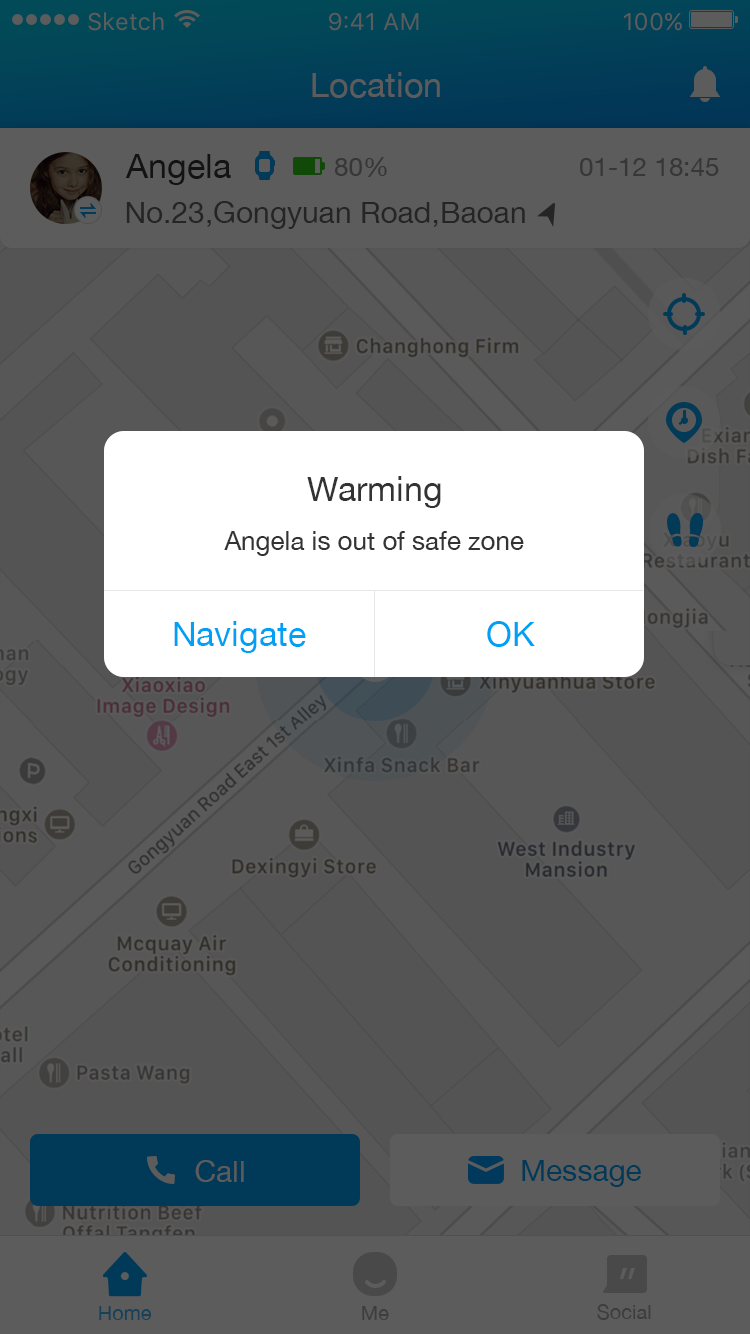 Sketch 9:41 AM 100%
Location
Angela 80% 01-12 18:45
No.23,Gongyuan Road,Baoan
Changhong Firm
Exiar
Dish Fa
Xiaoyu
Restaurant
Warming
Angela is out of safe zone
Navigate OK
ongjia
nan
ogy
Xiaoxiao
Image Design
Xinyuanhua Store
Gongyuan Road East 1st Alley
Xinfa Snack Bar
P
ngxi
ions
West Industry
Mansion
Dexingyi Store
Mcquay Air
Conditioning
otel
all
Pasta Wang
Call Message
ian
k (S
Nutrition Beef
Offal Tangfen
Home Me Social